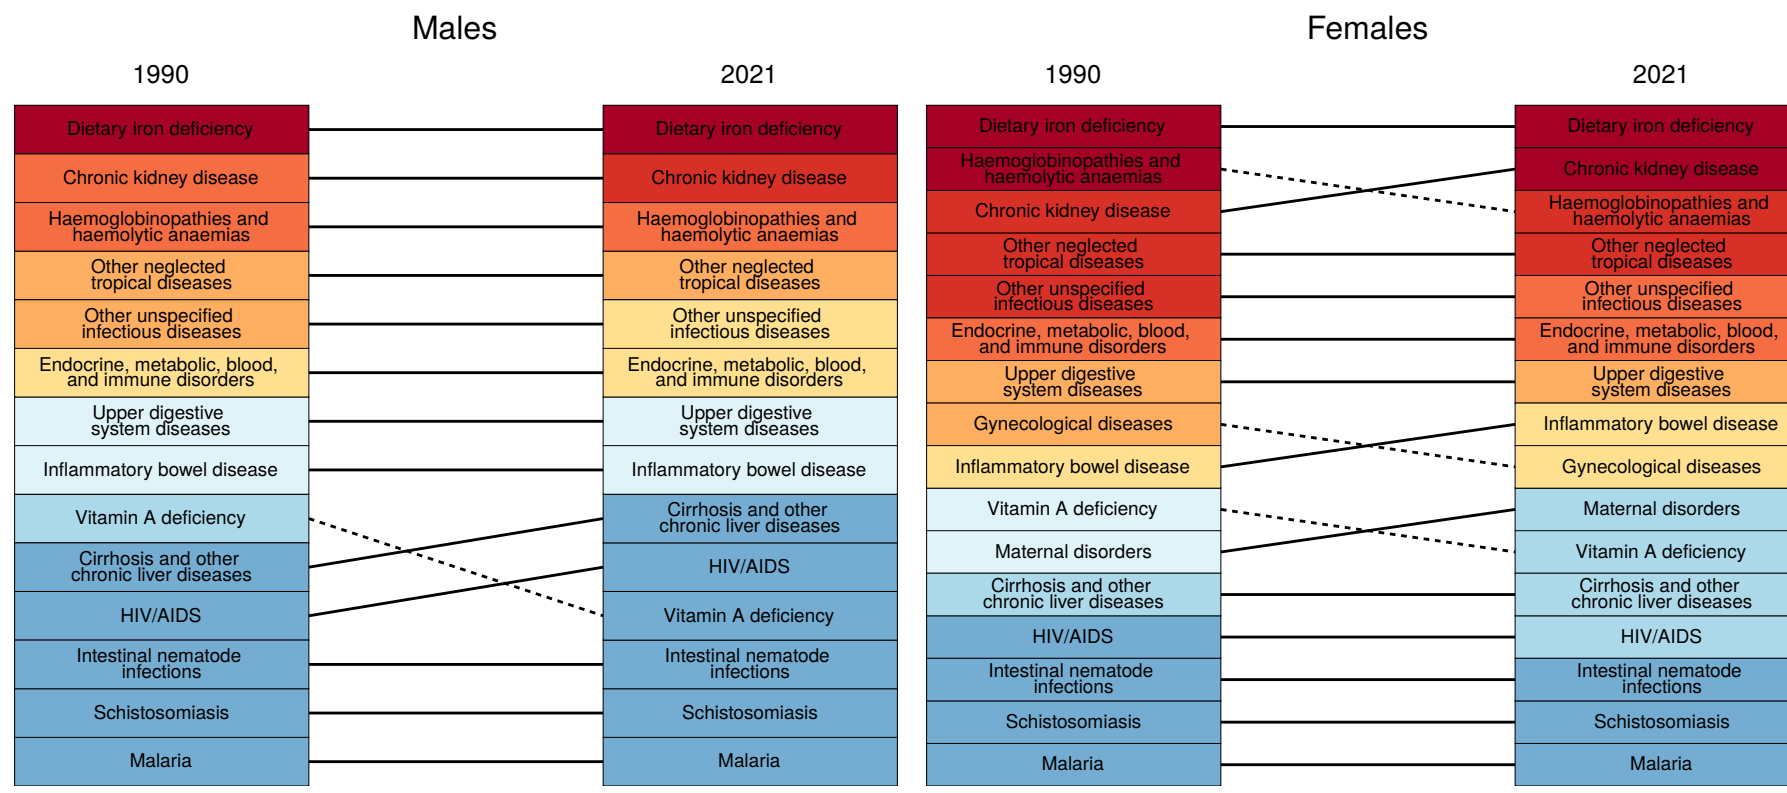 Males
1990
2021
Dietary iron deficiency
Chronic kidney disease
Haemoglobinopathies and
haemolytic anaemias
Other neglected
tropical diseases
Other unspecified
infectious diseases
Endocrine, metabolic, blood,
and immune disorders
Upper digestive
system diseases
Inflammatory bowel disease
Vitamin A deficiency
Cirrhosis and other
chronic liver diseases
HIV/AIDS
Intestinal nematode
infections
Schistosomiasis
Malaria
Dietary iron deficiency
Chronic kidney disease
Haemoglobinopathies and
haemolytic anaemias
Other neglected
tropical diseases
Other unspecified
infectious diseases
Endocrine, metabolic, blood,
and immune disorders
Upper digestive
system diseases
Inflammatory bowel disease
Cirrhosis and other
chronic liver diseases
HIV/AIDS
Vitamin A deficiency
Intestinal nematode
infections
Schistosomiasis
Malaria
Females
1990
2021
Dietary iron deficiency
Haemoglobinopathies and
haemolytic anaemias
Chronic kidney disease
Other neglected
tropical diseases
Other unspecified
infectious diseases
Endocrine, metabolic, blood,
and immune disorders
Upper digestive
system diseases
Gynecological diseases
Inflammatory bowel disease
Vitamin A deficiency
Maternal disorders
Cirrhosis and other
chronic liver diseases
HIV/AIDS
Intestinal nematode
infections
Schistosomiasis
Malaria
Dietary iron deficiency
Chronic kidney disease
Haemoglobinopathies and
haemolytic anaemias
Other neglected
tropical diseases
Other unspecified
infectious diseases
Endocrine, metabolic, blood,
and immune disorders
Upper digestive
system diseases
Inflammatory bowel disease
Gynecological diseases
Maternal disorders
Vitamin A deficiency
Cirrhosis and other
chronic liver diseases
HIV/AIDS
Intestinal nematode
infections
Schistosomiasis
Malaria